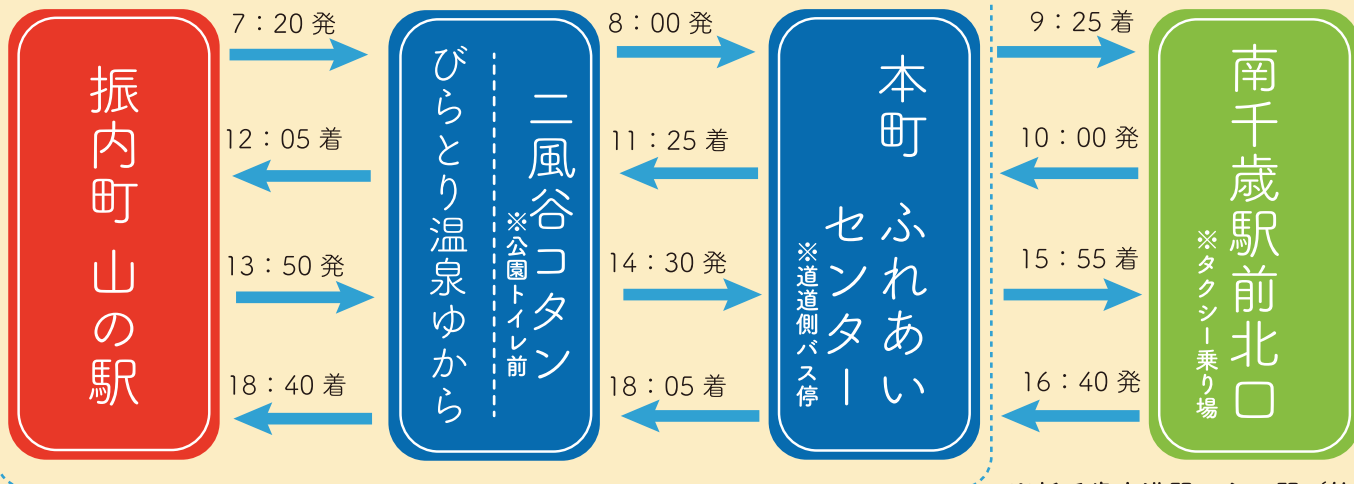 振内町 山の駅
7：20 発
12：05 着
13：50 発
18：40 着
二風谷コタン
※公園トイレ前
びらとり温泉ゆから
8：00 発
11：25 着
14：30 発
18：05 着
本町 ふれあい
センター
※道道側バス停
9：25 着
10：00 発
15：55 着
16：40 発
南千歳駅前北口
※タクシー乗り場